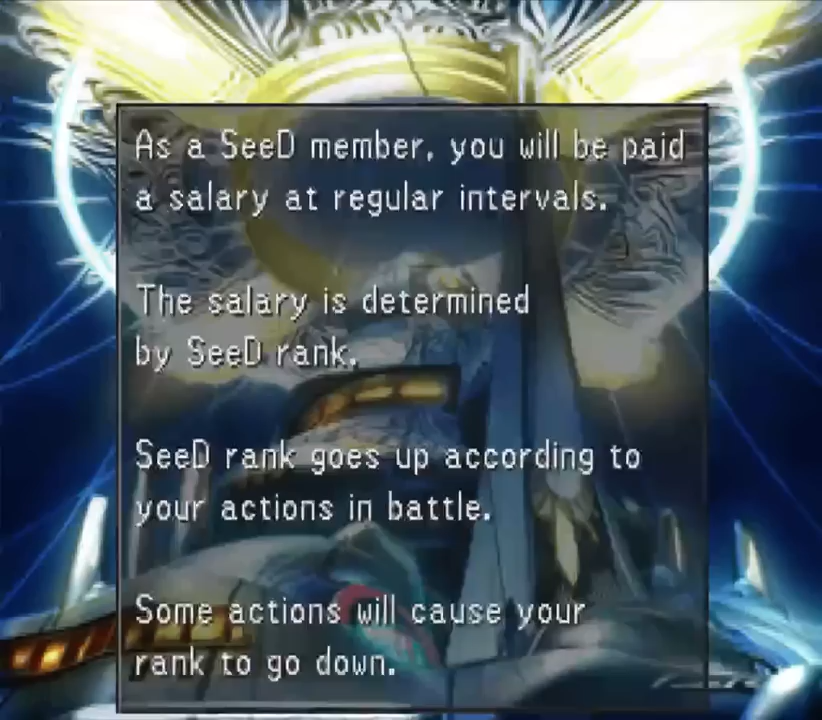 As a SeeD member, you will be paid
a salary at regular intervals.
The salary is determined
by SeeD rank.
SeeD rank goes up according to
your actions in battle.
Some actions will cause your
rank to go down.